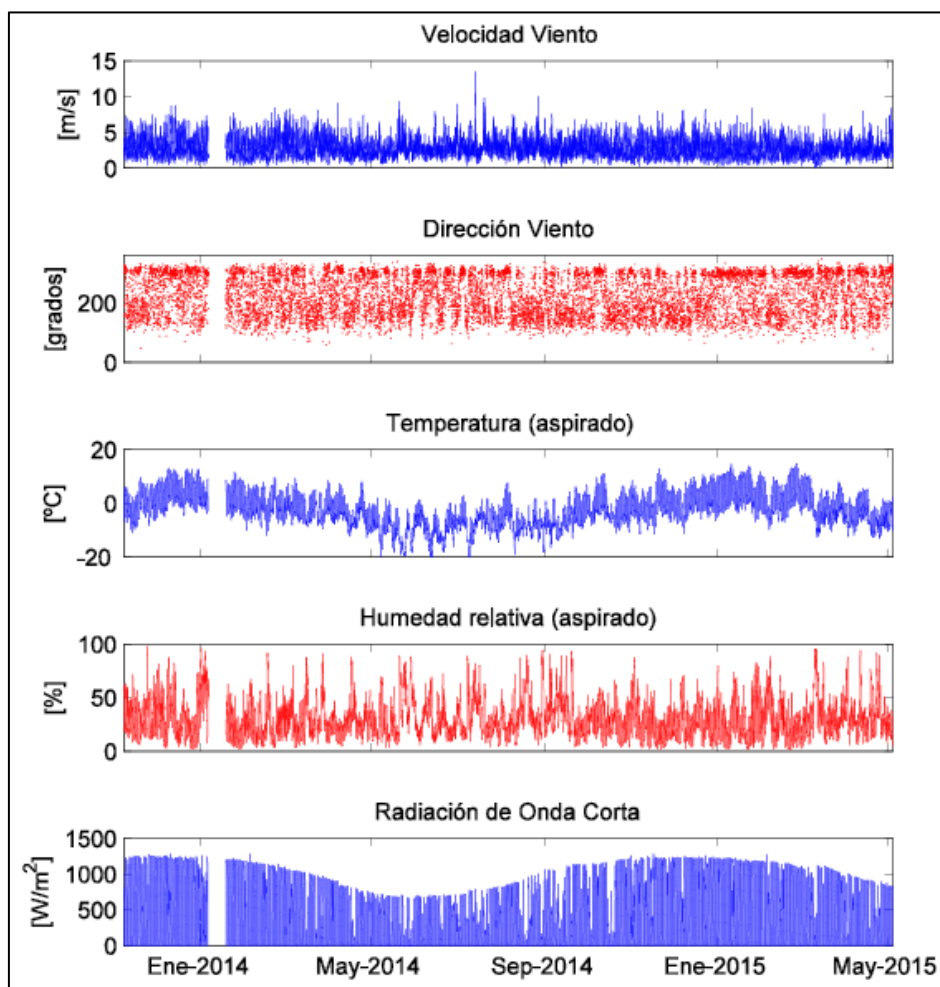 Velocidad Viento
15
10
5
0
[m/s]
Dirección Viento
200
0
[grados]
Temperatura (aspirado)
20
0
-20
[ºC]
Humedad relativa (aspirado)
100
50
0
[%]
Radiación de Onda Corta
1500
1000
500
0
[W/m²]
Ene-2014 May-2014 Sep-2014 Ene-2015 May-2015